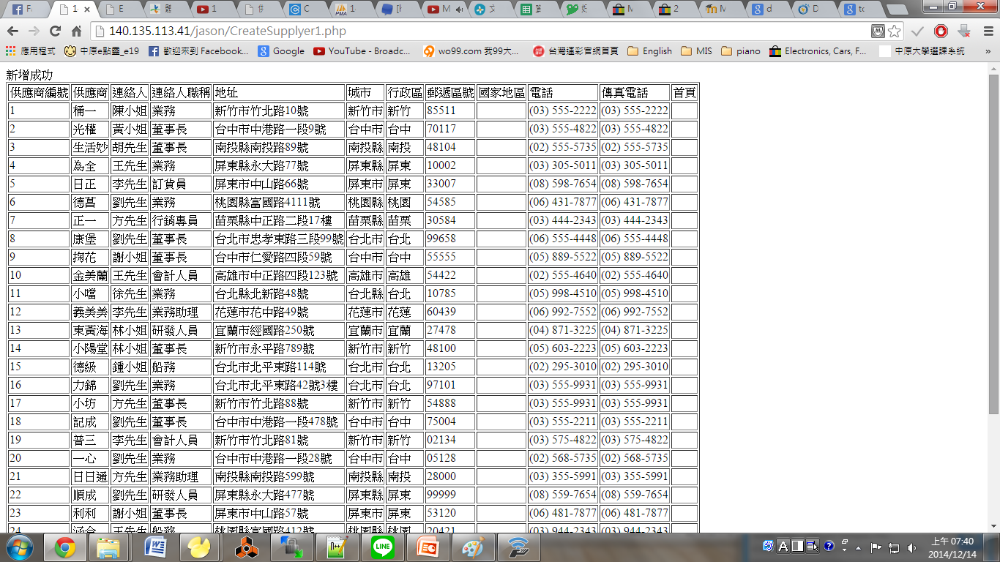 1
E
1
C
1
M
文
M
2
M
d
D
to
140.135.113.41/jason/CreateSupplyer1.php
應用程式 中原e點靈_e19 歡迎來到 Facebook... Google YouTube - Broadc... wo99.com 我99大... 台灣運彩官網首頁 English MIS piano Electronics, Cars, F... 中原大學選課系統 »
新增成功
供應商編號 供應商 連絡人 連絡人職稱 地址 城市 行政區 郵遞區號 國家地區 電話 傳真電話 首頁
1 桶一 陳小姐 業務 新竹市竹北路10號 新竹市 新竹 85511 (03) 555-2222 (03) 555-2222
2 光權 黃小姐 董事長 台中市中港路一段9號 台中市 台中 70117 (03) 555-4822 (03) 555-4822
3 生活妙 胡先生 董事長 南投縣南投路89號 南投縣 南投 48104 (02) 555-5735 (02) 555-5735
4 為全 王先生 業務 屏東縣永大路77號 屏東縣 屏東 10002 (03) 305-5011 (03) 305-5011
5 日正 李先生 訂貨員 屏東市中山路66號 屏東市 屏東 33007 (08) 598-7654 (08) 598-7654
6 德菖 劉先生 業務 桃園縣富國路4111號 桃園縣 桃園 54585 (06) 431-7877 (06) 431-7877
7 正一 方先生 行銷專員 苗栗縣中正路二段17樓 苗栗縣 苗栗 30584 (03) 444-2343 (03) 444-2343
8 康堡 劉先生 董事長 台北市忠孝東路三段99號 台北市 台北 99658 (06) 555-4448 (06) 555-4448
9 掬花 謝小姐 董事長 台中市仁愛路四段59號 台中市 台中 55555 (05) 889-5522 (05) 889-5522
10 金美蘭 王先生 會計人員 高雄市中正路四段123號 高雄市 高雄 54422 (02) 555-4640 (02) 555-4640
11 小噹 徐先生 業務 台北縣北新路48號 台北縣 台北 10785 (05) 998-4510 (05) 998-4510
12 義美美 李先生 業務助理 花蓮市花中路49號 花蓮市 花蓮 60439 (06) 992-7552 (06) 992-7552
13 東黃海 林小姐 研發人員 宜蘭市經國路250號 宜蘭市 宜蘭 27478 (04) 871-3225 (04) 871-3225
14 小陽堂 林小姐 董事長 新竹市永平路789號 新竹市 新竹 48100 (05) 603-2223 (05) 603-2223
15 德級 鍾小姐 船務 台北市北平東路114號 台北市 台北 13205 (02) 295-3010 (02) 295-3010
16 力錦 劉先生 業務 台北市北平東路42號3樓 台北市 台北 97101 (03) 555-9931 (03) 555-9931
17 小坊 方先生 董事長 新竹市竹北路88號 新竹市 新竹 54888 (03) 555-9931 (03) 555-9931
18 記成 劉先生 董事長 台中市中港路一段478號 台中市 台中 75004 (03) 555-2211 (03) 555-2211
19 普三 李先生 會計人員 新竹市竹北路81號 新竹市 新竹 02134 (03) 575-4822 (03) 575-4822
20 一心 劉先生 業務 台中市中港路一段28號 台中市 台中 05128 (02) 568-5735 (02) 568-5735
21 日日通 方先生 業務助理 南投縣南投路599號 南投縣 南投 28000 (03) 355-5991 (03) 355-5991
22 順成 劉先生 研發人員 屏東縣永大路477號 屏東縣 屏東 99999 (08) 559-7654 (08) 559-7654
23 利利 謝小姐 董事長 屏東市中山路57號 屏東市 屏東 53120 (06) 481-7877 (06) 481-7877
24 涵合 王先生 船務 桃園縣富國路412號 桃園縣 桃園 20421 (03) 944-2343 (03) 944-2343
上午 07:40
2014/12/14